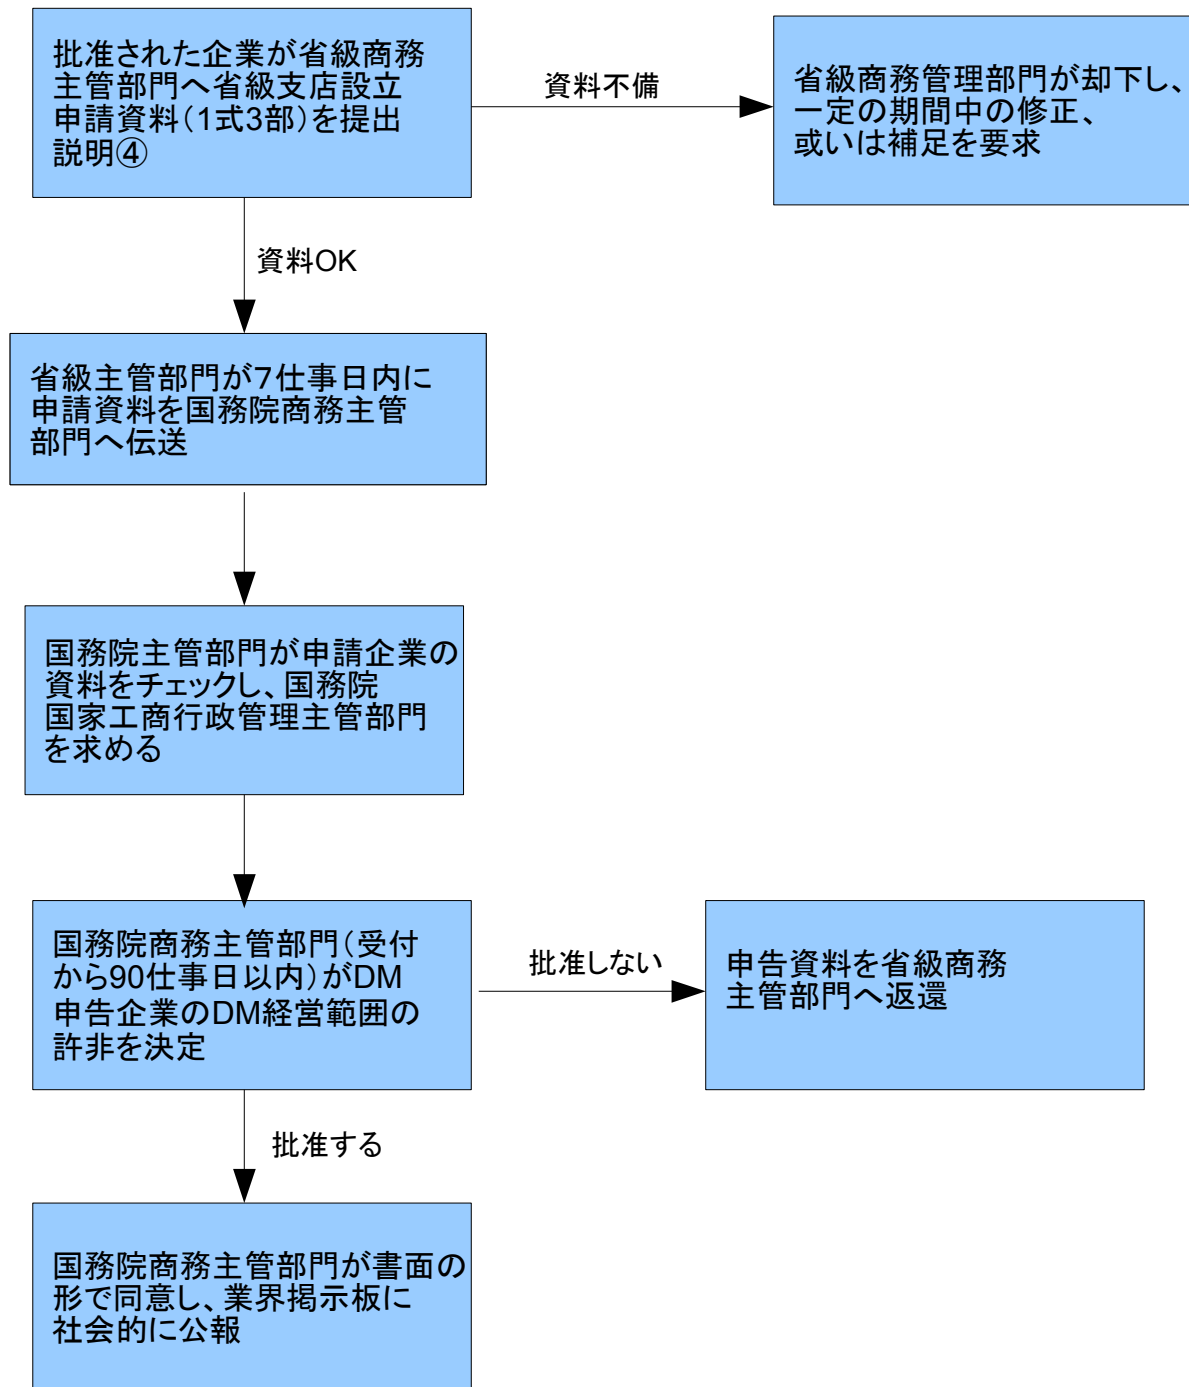 批准された企業が省級商務
主管部門へ省級支店設立
申請資料（1式3部）を提出
説明④
資料不備
省級商務管理部門が却下し、
一定の期間中の修正、
或いは補足を要求
資料OK
省級主管部門が7仕事日内に
申請資料を国務院商務主管
部門へ伝送
国務院主管部門が申請企業の
資料をチェックし、国務院
国家工商行政管理主管部門
を求める
国務院商務主管部門（受付
から90仕事日以内）がDM
申告企業のDM経営範囲の
許非を決定
批准しない
申告資料を省級商務
主管部門へ返還
批准する
国務院商務主管部門が書面の
形で同意し、業界掲示板に
社会的に公報